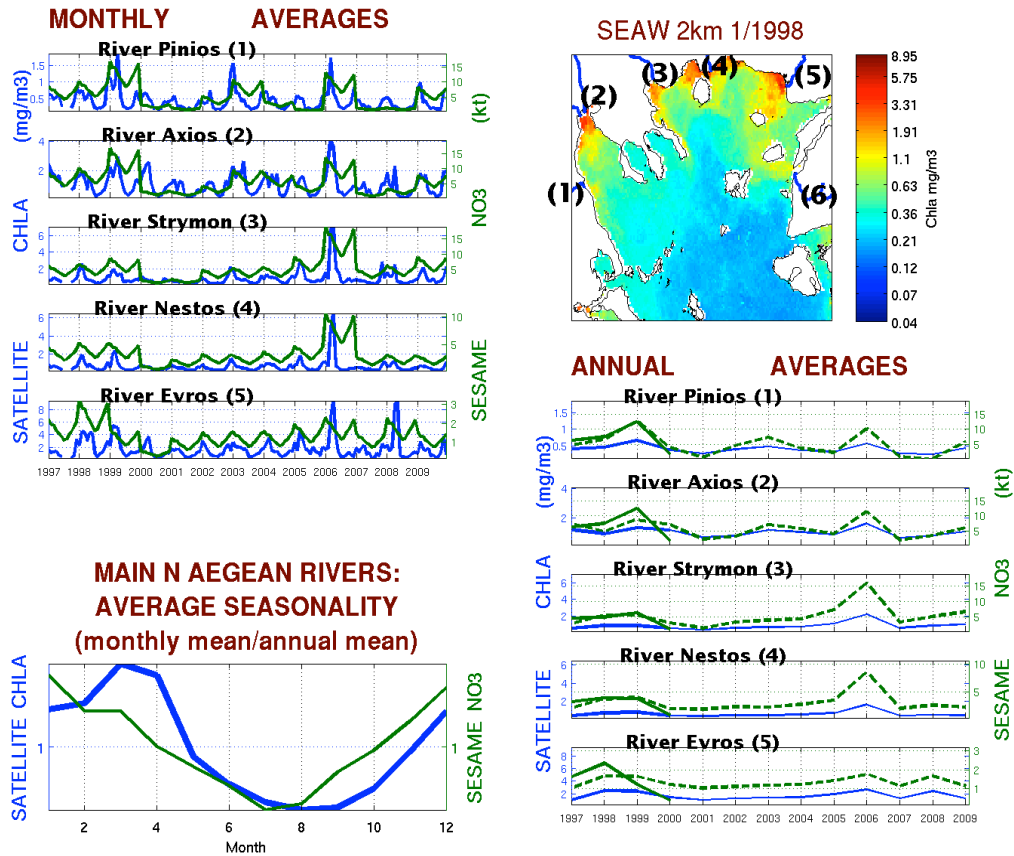 MONTHLY AVERAGES
River Pinios (1)
1.5
1
0.5
15
10
5
River Axios (2)
4
2
15
10
5
River Strymon (3)
6
4
2
15
10
5
River Nestos (4)
6
4
2
10
5
River Evros (5)
8
6
4
2
3
2
1
1997 1998 1999 2000 2001 2002 2003 2004 2005 2006 2007 2008 2009
SATELLITE CHLA (mg/m3)
SESAME NO3 (kt)
SEAW 2km 1/1998
(1)
(2)
(3)
(4)
(5)
(6)
8.95
5.75
3.31
1.91
1.1
0.63
0.36
0.21
0.12
0.07
0.04
Chla mg/m3
MAIN N AEGEAN RIVERS:
AVERAGE SEASONALITY
(monthly mean/annual mean)
SATELLITE CHLA
1
SESAME NO3
1
2 4 6 8 10 12
Month
ANNUAL AVERAGES
River Pinios (1)
1.5
1
0.5
15
10
5
River Axios (2)
4
2
15
10
5
River Strymon (3)
6
4
2
15
10
5
River Nestos (4)
6
4
2
10
5
River Evros (5)
8
6
4
2
3
2
1
1997 1998 1999 2000 2001 2002 2003 2004 2005 2006 2007 2008 2009
SATELLITE CHLA (mg/m3)
SESAME NO3 (kt)